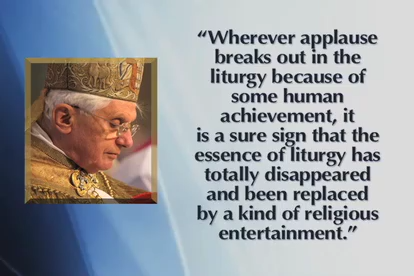 “Wherever applause
breaks out in the
liturgy because of
some human
achievement, it
is a sure sign that the
essence of liturgy has
totally disappeared
and been replaced
by a kind of religious
entertainment.”